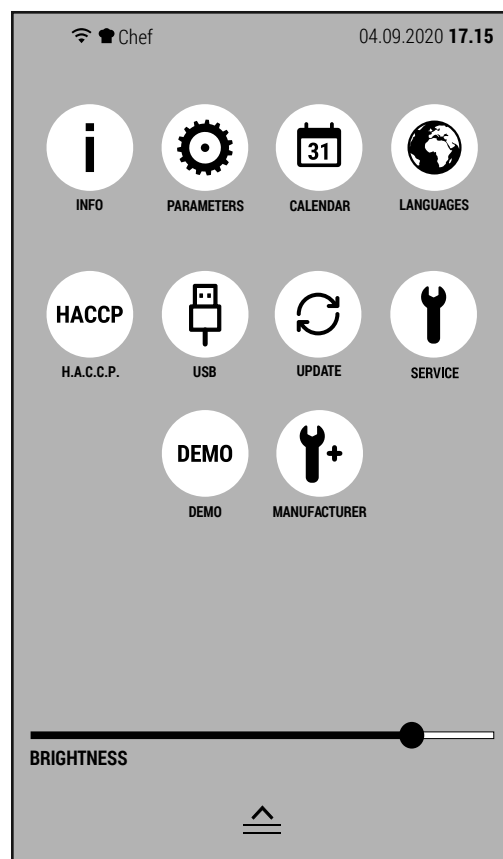 Chef 04.09.2020 17.15
i
31
INFO PARAMETERS CALENDAR LANGUAGES
HACCP
H.A.C.C.P. USB UPDATE SERVICE
DEMO
DEMO MANUFACTURER
BRIGHTNESS